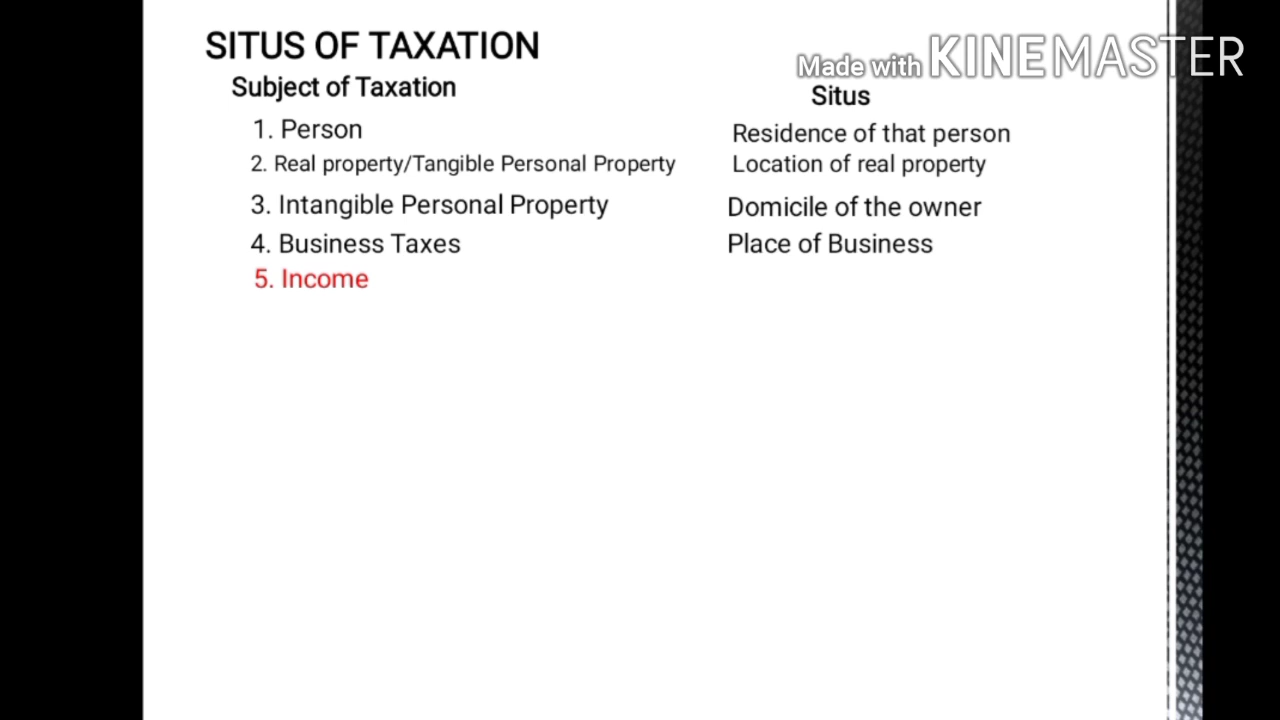 SITUS OF TAXATION
Made with KINEMASTER
Subject of Taxation Situs
1. Person Residence of that person
2. Real property/Tangible Personal Property Location of real property
3. Intangible Personal Property Domicile of the owner
4. Business Taxes Place of Business
5. Income